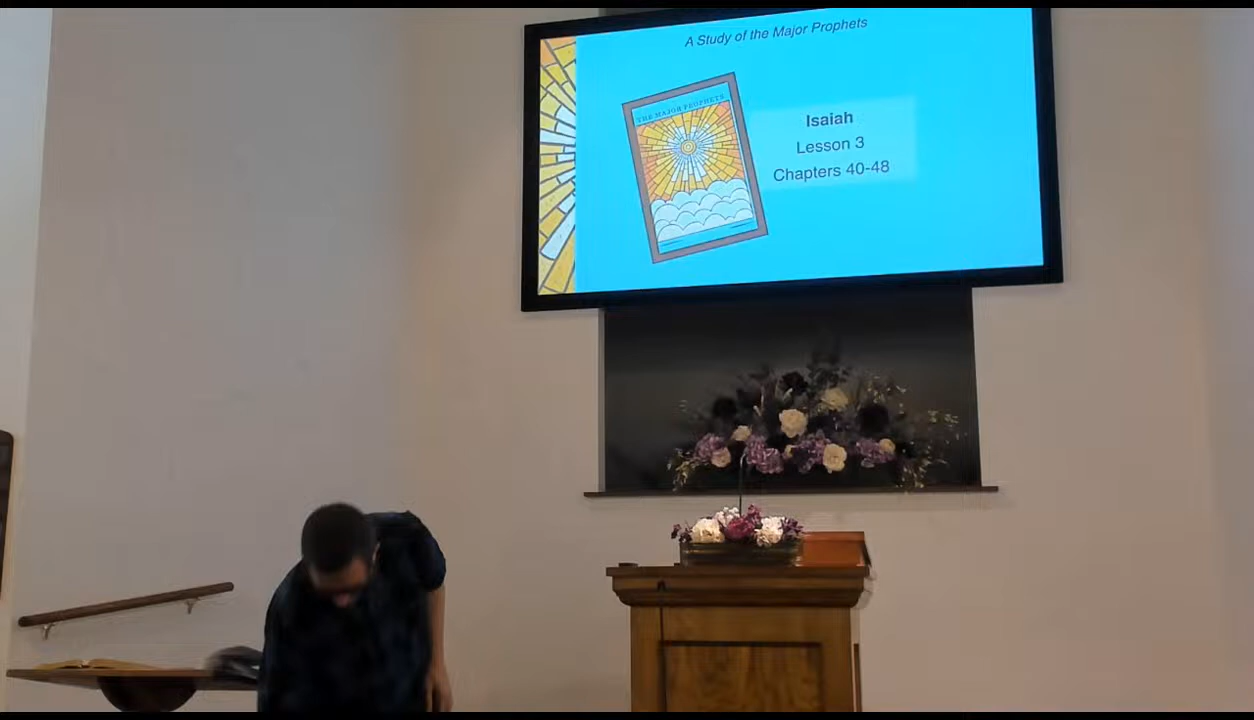 A Study of the Major Prophets
THE MAJOR PROPHETS
Isaiah
Lesson 3
Chapters 40-48